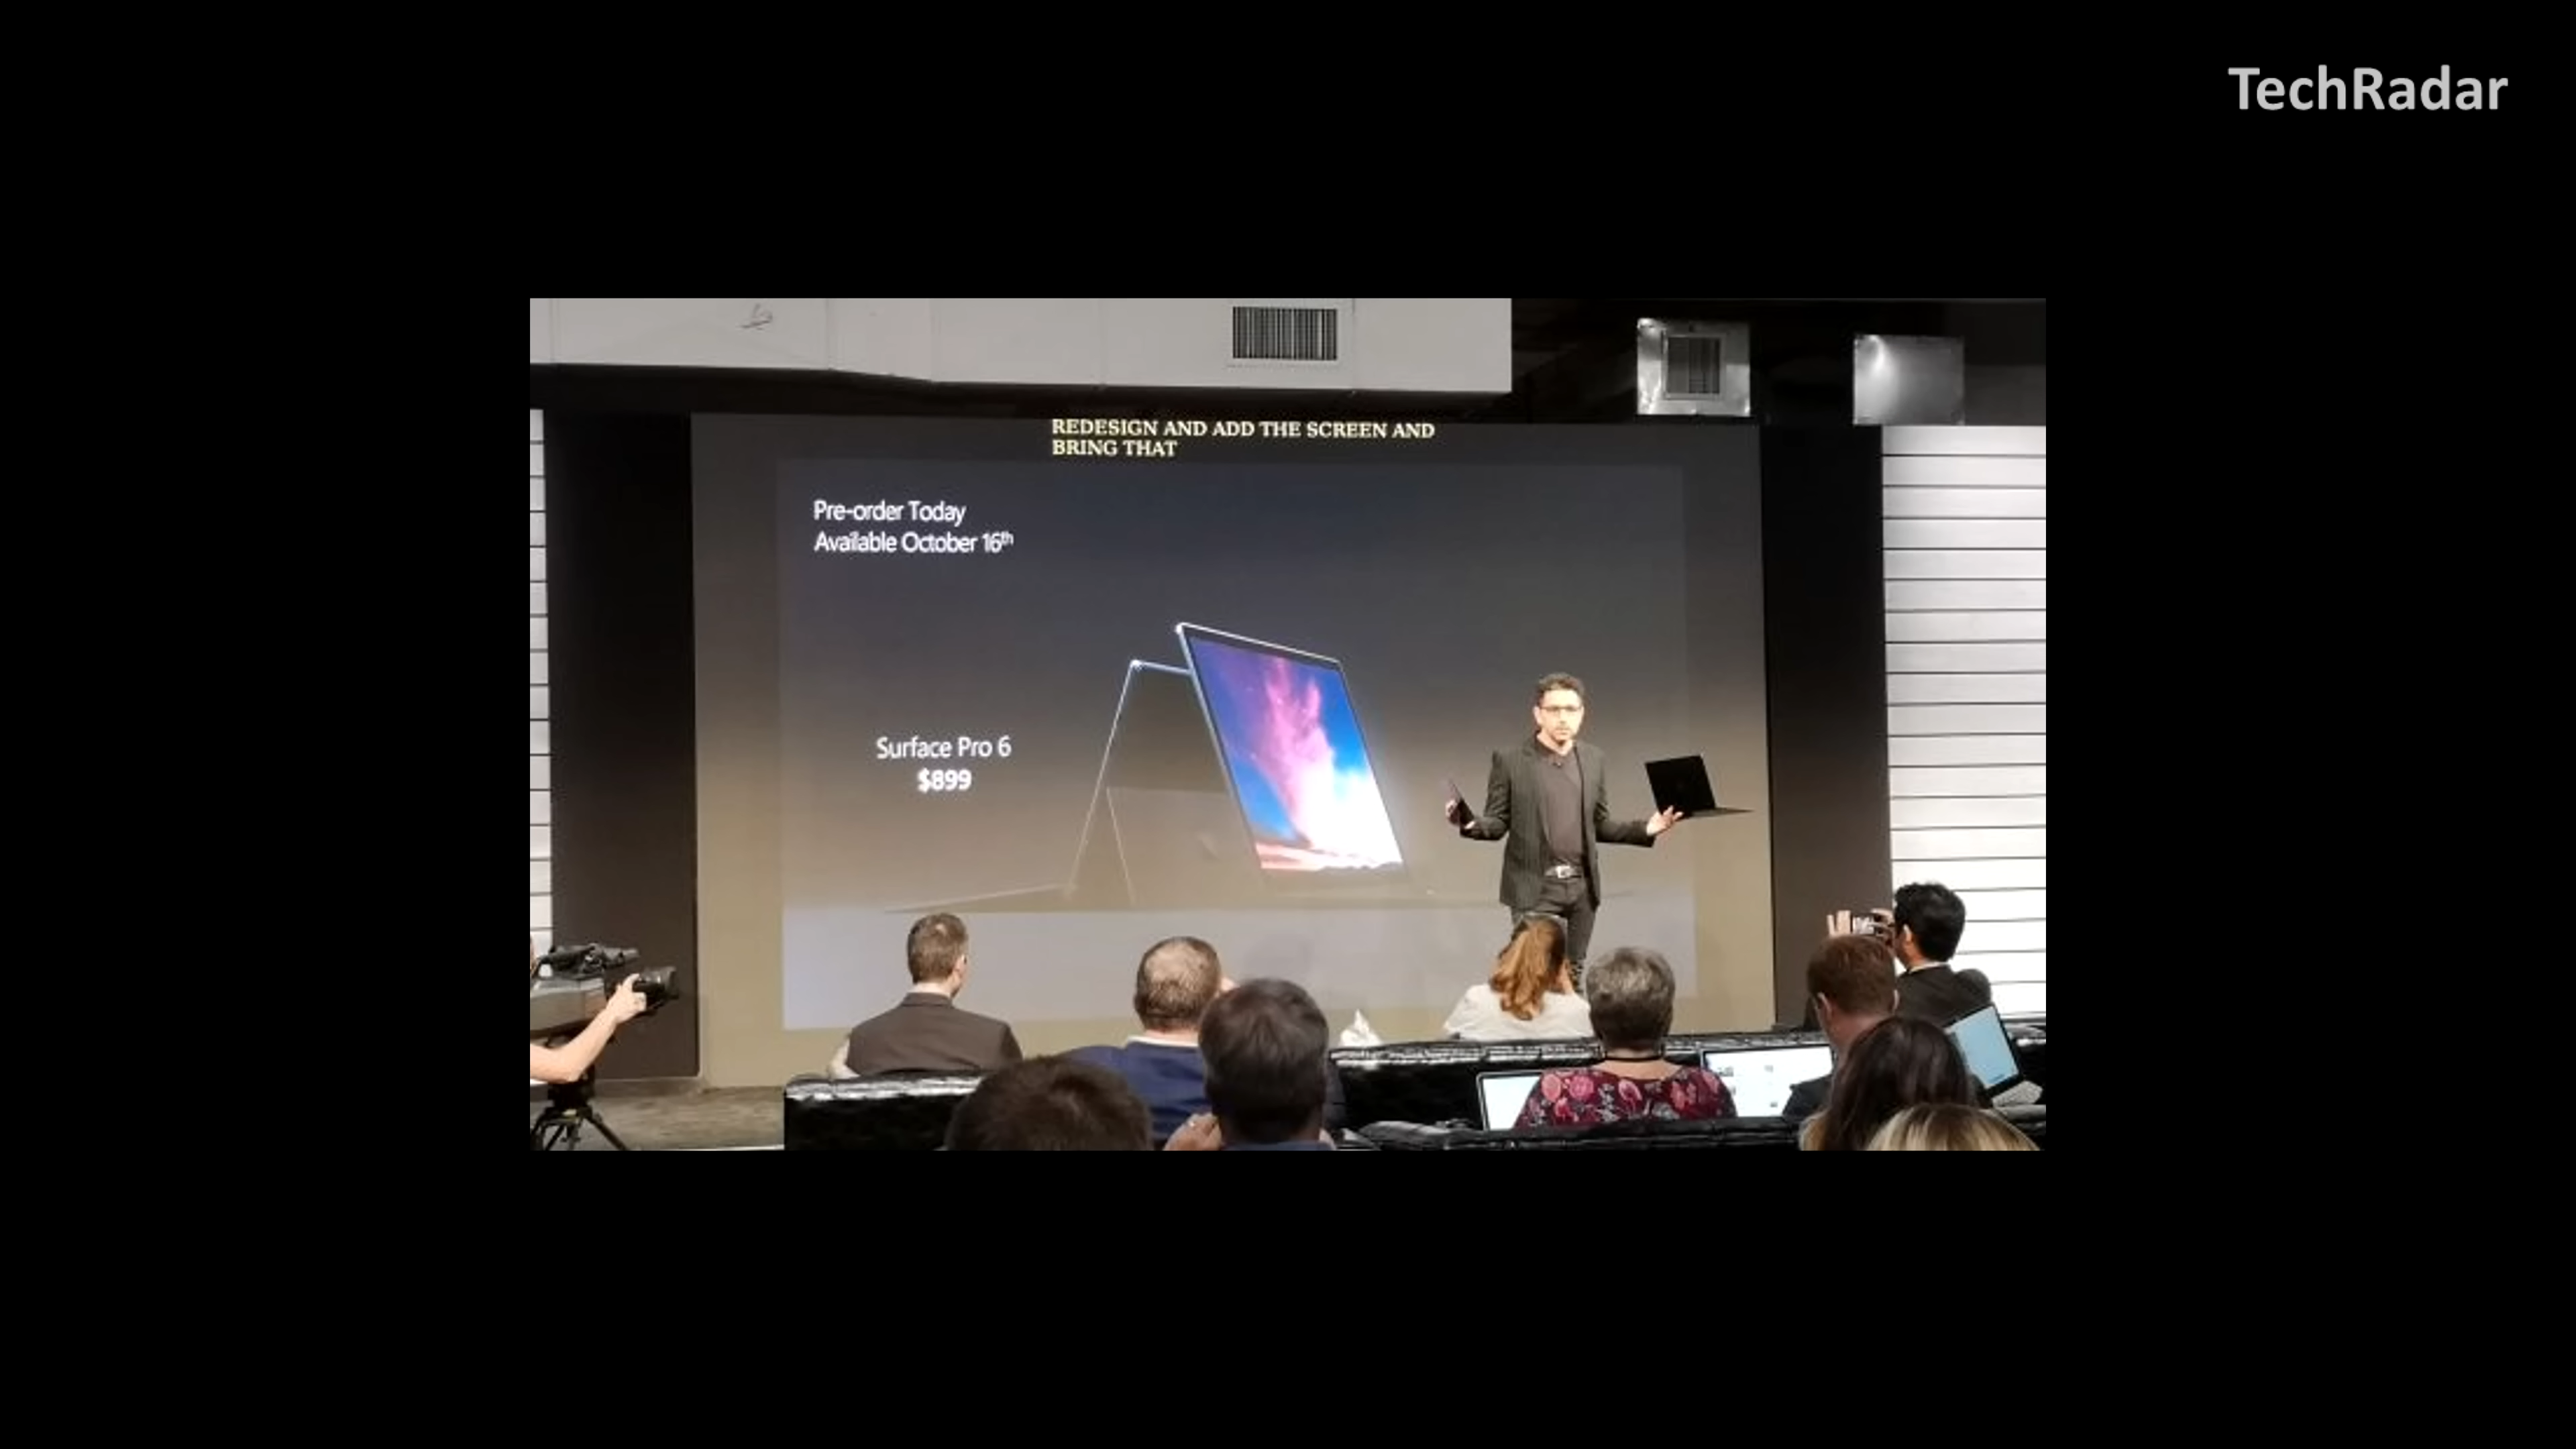 TechRadar
REDESIGN AND ADD THE SCREEN AND
BRING THAT
Pre-order Today
Available October 16th
Surface Pro 6
$899